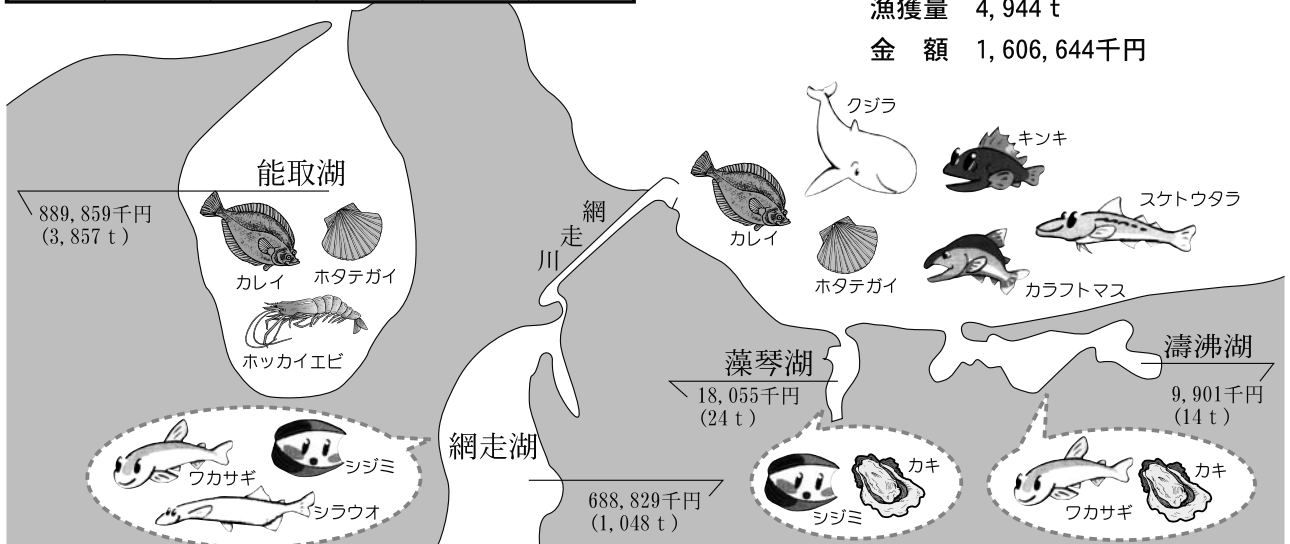 漁獲量 4,944ｔ
金　額 1,606,644千円
クジラ
キンキ
スケトウタラ
カレイ
ホタテガイ
カラフトマス
能取湖
889,859千円
(3,857ｔ)
カレイ
ホタテガイ
ホッカイエビ
網走川
藻琴湖
18,055千円
(24ｔ)
濤沸湖
9,901千円
(14ｔ)
網走湖
688,829千円
(1,048ｔ)
ワカサギ
シジミ
シラウオ
シジミ
カキ
ワカサギ
カキ